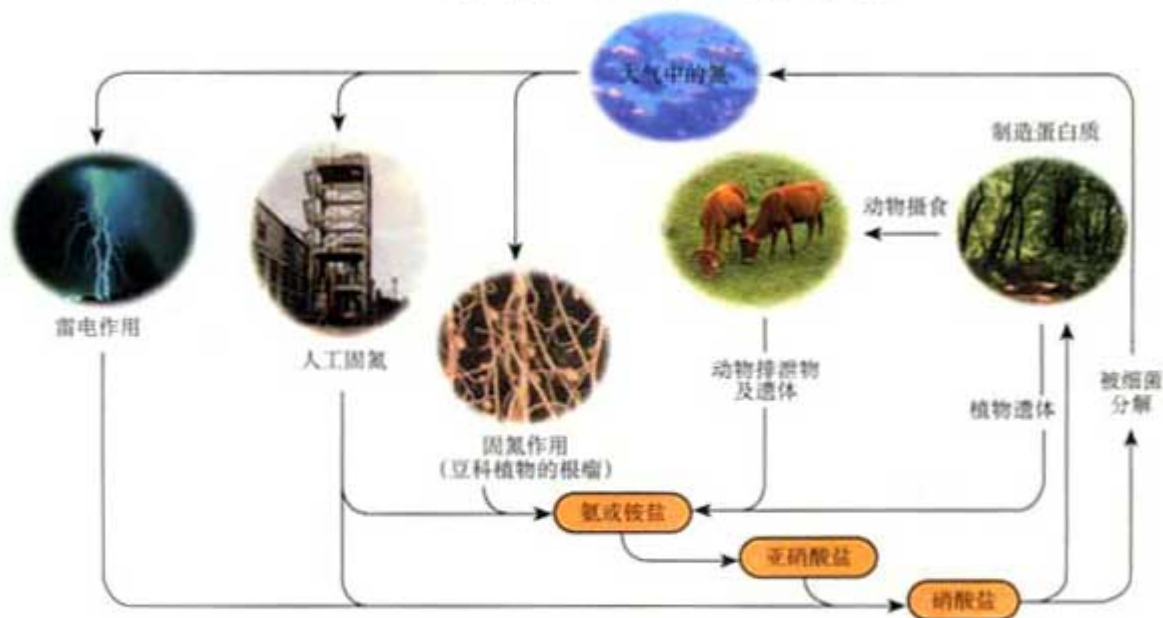 大气中的氮
制造蛋白质
动物摄食
雷电作用
人工固氮
动物排泄物
及遗体
植物遗体
被细菌
分解
固氮作用
（豆科植物的根瘤）
氨或铵盐
亚硝酸盐
硝酸盐